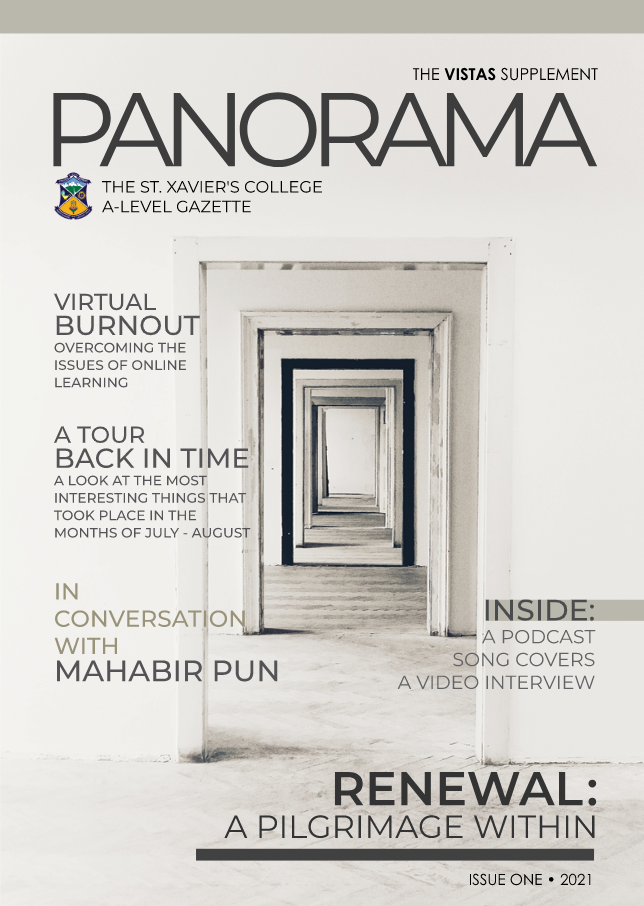 THE VISTAS SUPPLEMENT
PANORAMA
THE ST. XAVIER'S COLLEGE
A-LEVEL GAZETTE
VIRTUAL
BURNOUT
OVERCOMING THE
ISSUES OF ONLINE
LEARNING
A TOUR
BACK IN TIME
A LOOK AT THE MOST
INTERESTING THINGS THAT
TOOK PLACE IN THE
MONTHS OF JULY - AUGUST
IN
CONVERSATION
WITH
MAHABIR PUN
INSIDE:
A PODCAST
SONG COVERS
A VIDEO INTERVIEW
RENEWAL:
A PILGRIMAGE WITHIN
ISSUE ONE • 2021